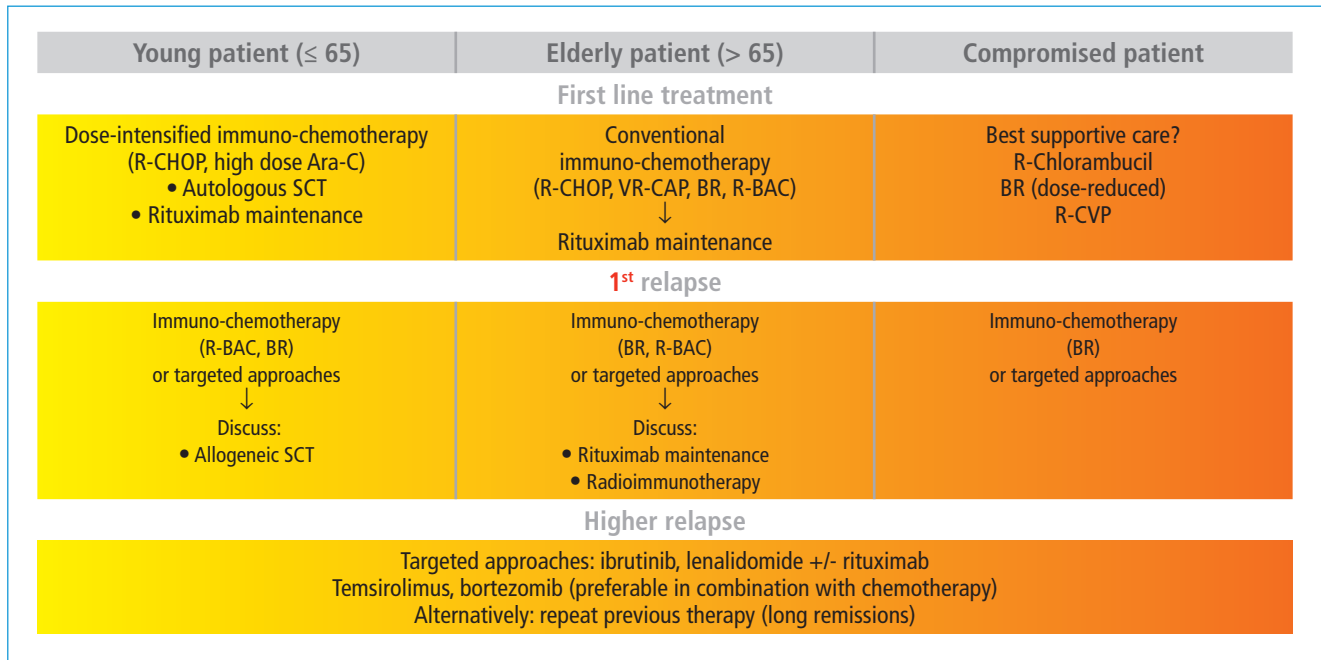 Young patient (≤ 65)
Elderly patient (> 65)
Compromised patient
First line treatment
Dose-intensified immuno-chemotherapy
(R-CHOP, high dose Ara-C)
• Autologous SCT
• Rituximab maintenance
Conventional
immuno-chemotherapy
(R-CHOP, VR-CAP, BR, R-BAC)
↓
Rituximab maintenance
Best supportive care?
R-Chlorambucil
BR (dose-reduced)
R-CVP
1st relapse
Immuno-chemotherapy
(R-BAC, BR)
or targeted approaches
↓
Discuss:
• Allogeneic SCT
Immuno-chemotherapy
(BR, R-BAC)
or targeted approaches
↓
Discuss:
• Rituximab maintenance
• Radioimmunotherapy
Immuno-chemotherapy
(BR)
or targeted approaches
Higher relapse
Targeted approaches: ibrutinib, lenalidomide +/- rituximab
Temsirolimus, bortezomib (preferable in combination with chemotherapy)
Alternatively: repeat previous therapy (long remissions)